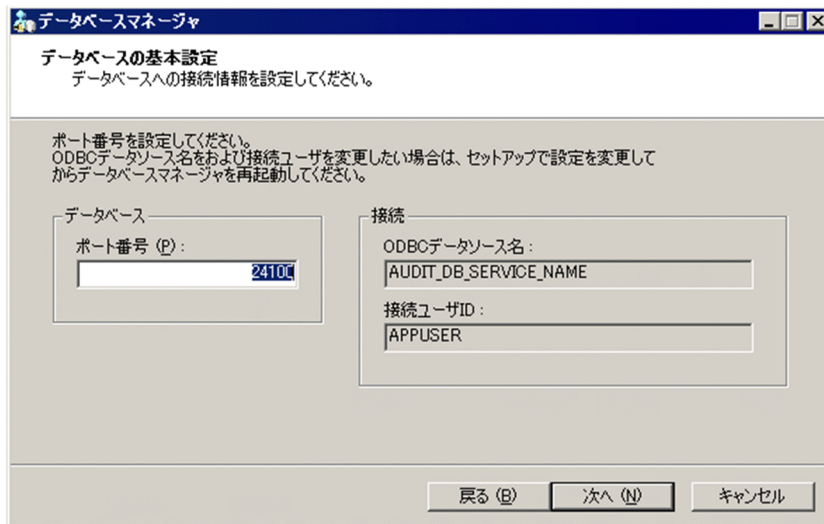 データベースマネージャ
データベースの基本設定
データベースへの接続情報を設定してください。
ポート番号を設定してください。
ODBCデータソース名をおよび接続ユーザを変更したい場合は、セットアップで設定を変更して
からデータベースマネージャを再起動してください。
データベース
ポート番号 (P) :
24100
接続
ODBCデータソース名 :
AUDIT_DB_SERVICE_NAME
接続ユーザID :
APPUSER
戻る (B)
次へ (N)
キャンセル